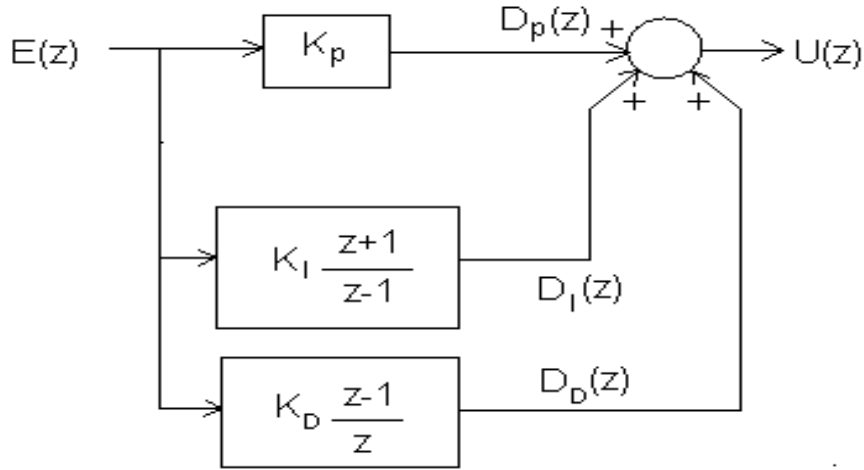 E(z)
K_p
D_p(z)
+
U(z)
+
+
K_I z+1
z-1
D_I(z)
K_D z-1
z
D_D(z)